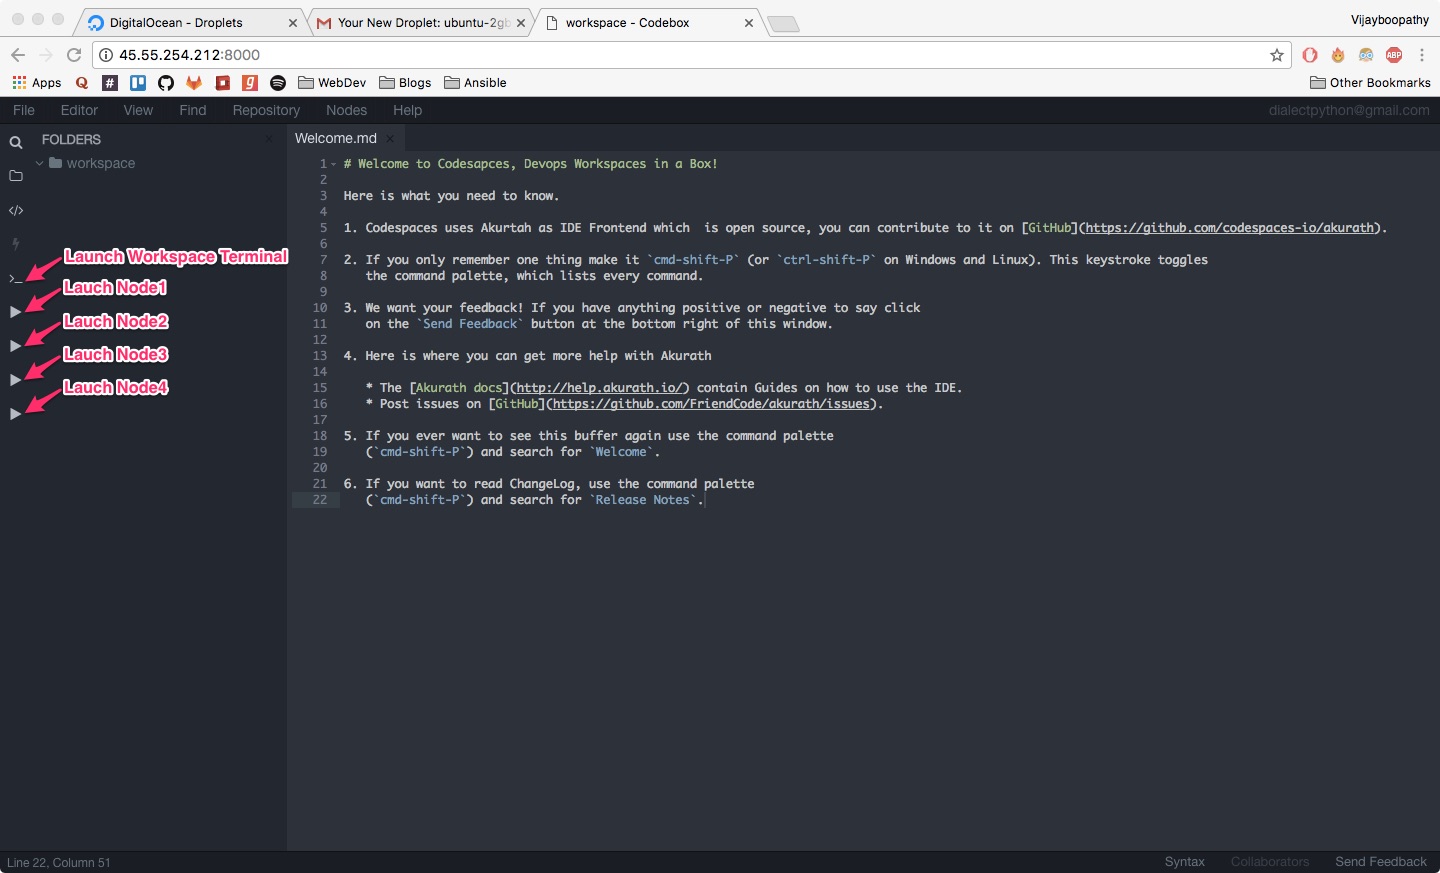 DigitalOcean - Droplets
Your New Droplet: ubuntu-2gb
workspace - Codebox
Vijayboopathy
45.55.254.212:8000
Apps
WebDev
Blogs
Ansible
Other Bookmarks
File Editor View Find Repository Nodes Help
dialectpython@gmail.com
FOLDERS
workspace
Launch Workspace Terminal
Lauch Node1
Lauch Node2
Lauch Node3
Lauch Node4
Welcome.md
1 # Welcome to Codesapces, Devops Workspaces in a Box!
2
3 Here is what you need to know.
4
5 1. Codespaces uses Akurtah as IDE Frontend which  is open source, you can contribute to it on [GitHub](https://github.com/codespaces-io/akurath).
6
7 2. If you only remember one thing make it `cmd-shift-P` (or `ctrl-shift-P` on Windows and Linux). This keystroke toggles
8    the command palette, which lists every command.
9
10 3. We want your feedback! If you have anything positive or negative to say click
11    on the `Send Feedback` button at the bottom right of this window.
12
13 4. Here is where you can get more help with Akurath
14
15    * The [Akurath docs](http://help.akurath.io/) contain Guides on how to use the IDE.
16    * Post issues on [GitHub](https://github.com/FriendCode/akurath/issues).
17
18 5. If you ever want to see this buffer again use the command palette
19    (`cmd-shift-P`) and search for `Welcome`.
20
21 6. If you want to read ChangeLog, use the command palette
22    (`cmd-shift-P`) and search for `Release Notes`.
Line 22, Column 51
Syntax
Collaborators
Send Feedback